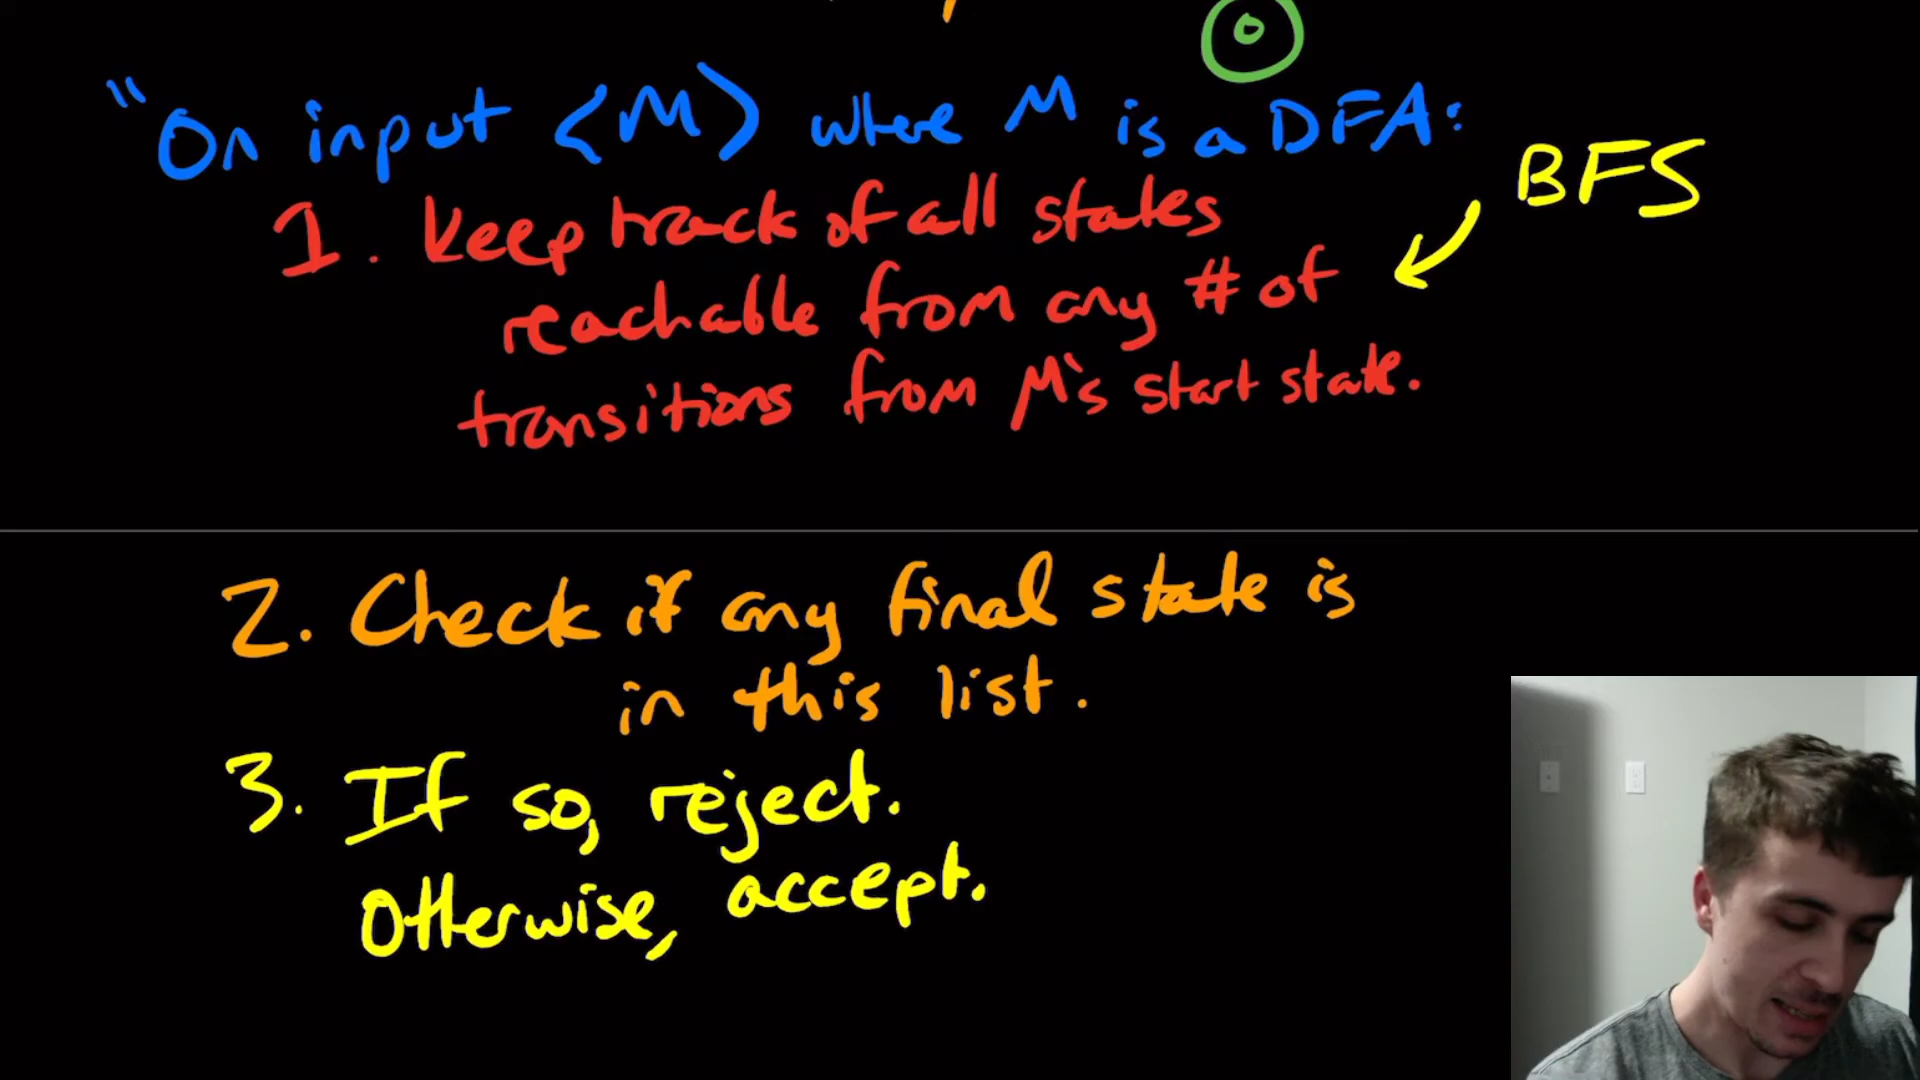 "On input <M> where M is a DFA:
BFS
1. Keep track of all states
reachable from any # of
transitions from M's start state.
2. Check if any final state is
in this list.
3. If so, reject.
Otherwise, accept.